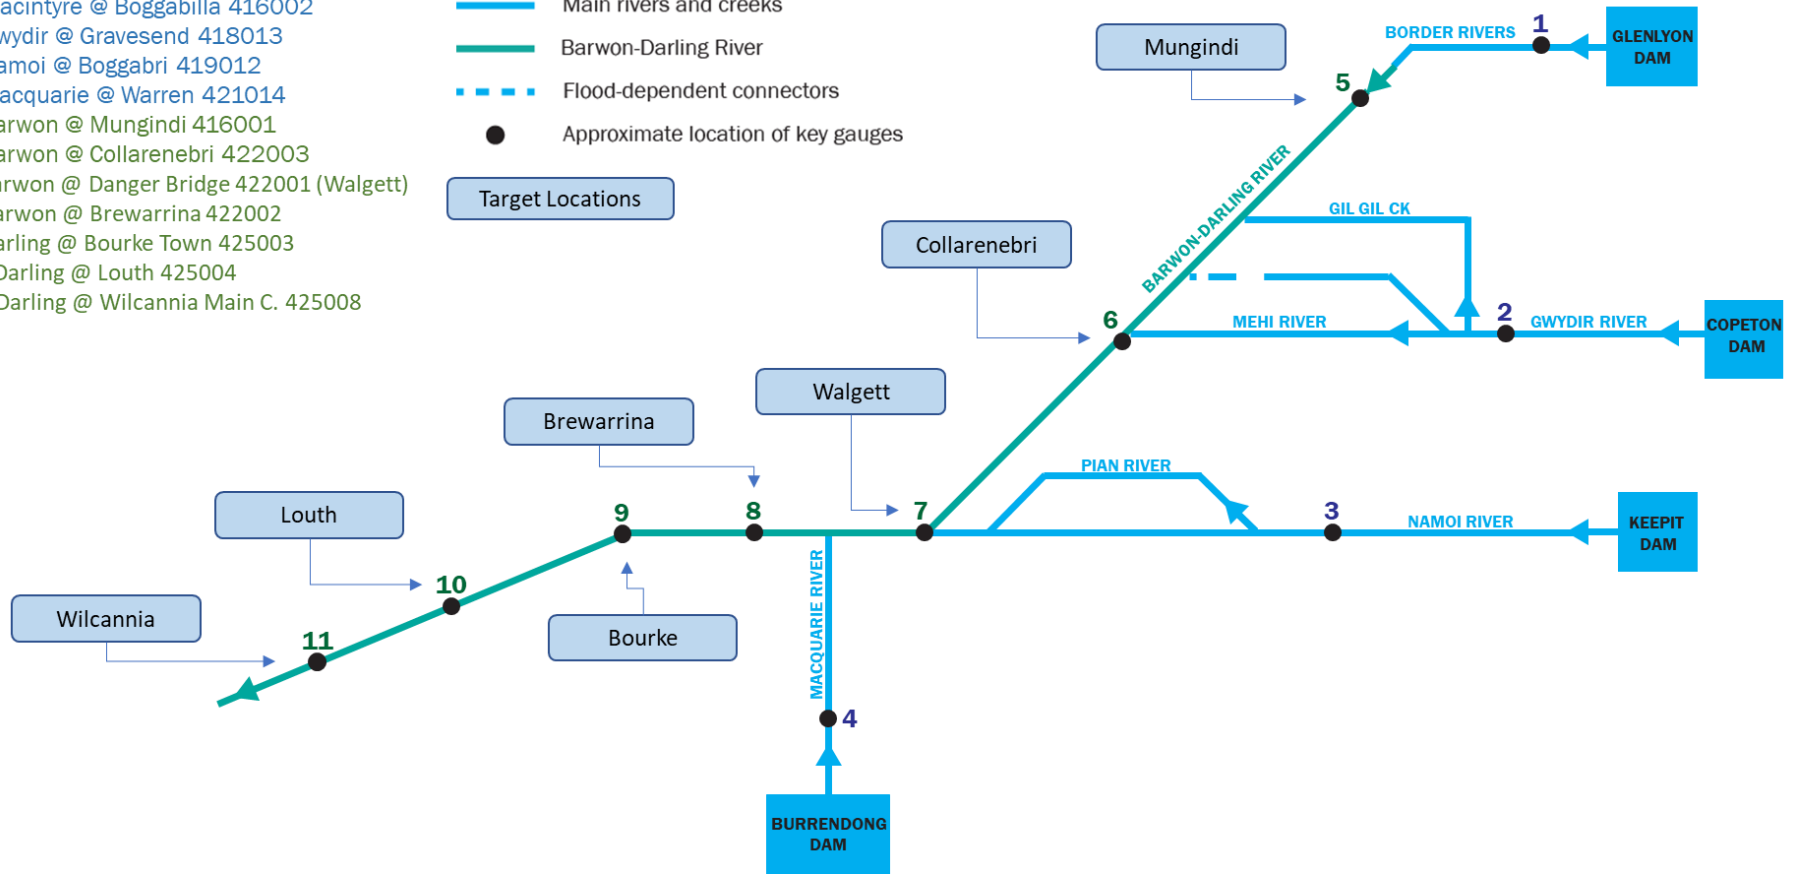 acintyre @ Boggabilla 416002
wydir @ Gravesend 418013
amoi @ Boggabri 419012
acquarie @ Warren 421014
arwon @ Mungindi 416001
arwon @ Collarenebri 422003
arwon @ Danger Bridge 422001 (Walgett)
arwon @ Brewarrina 422002
arling @ Bourke Town 425003
Darling @ Louth 425004
Darling @ Wilcannia Main C. 425008
Main rivers and creeks
Barwon-Darling River
Flood-dependent connectors
Approximate location of key gauges
Target Locations
Mungindi
BORDER RIVERS
1
GLENLYON
DAM
5
BARWON-DARLING RIVER
GIL GIL CK
Collarenebri
6
MEHI RIVER
2
GWYDIR RIVER
COPETON
DAM
Walgett
Brewarrina
PIAN RIVER
Louth
9
8
7
3
NAMOI RIVER
KEEPIT
DAM
10
Wilcannia
11
Bourke
MACQUARIE RIVER
4
BURRENDONG
DAM